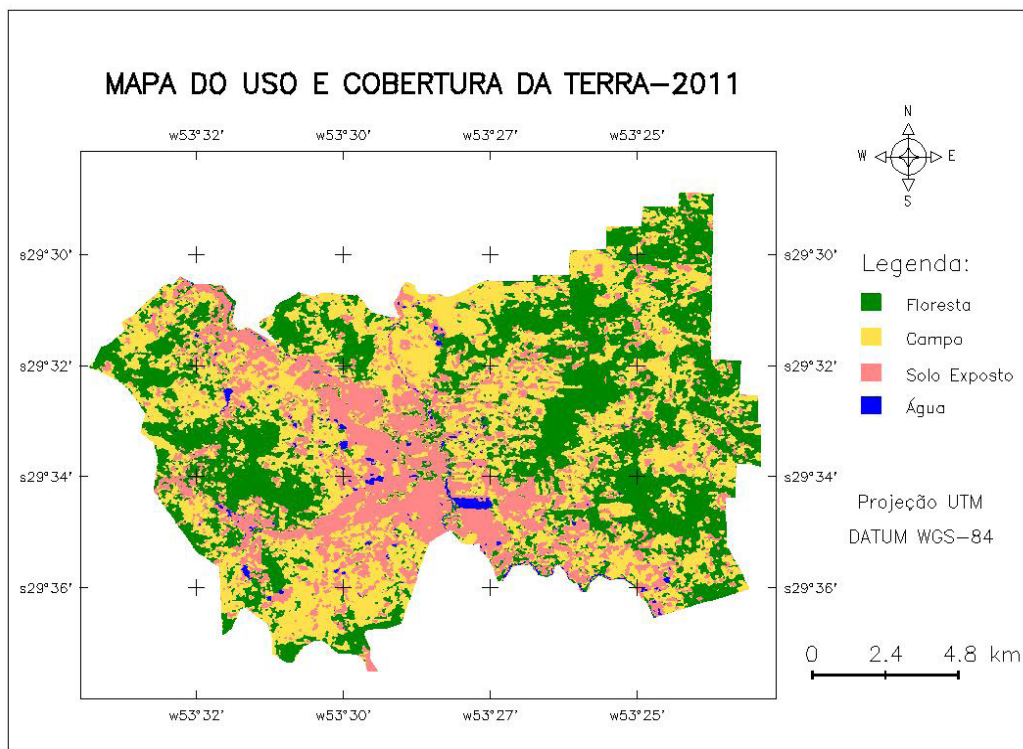 MAPA DO USO E COBERTURA DA TERRA-2011
w53°32' w53°30' w53°27' w53°25'
N
W E
S
s29°30' s29°30'
Legenda:
Floresta
Campo
Solo Exposto
Água
s29°32' s29°32'
s29°34' s29°34'
Projeção UTM
DATUM WGS-84
s29°36' s29°36'
0 2.4 4.8 km
w53°32' w53°30' w53°27' w53°25'